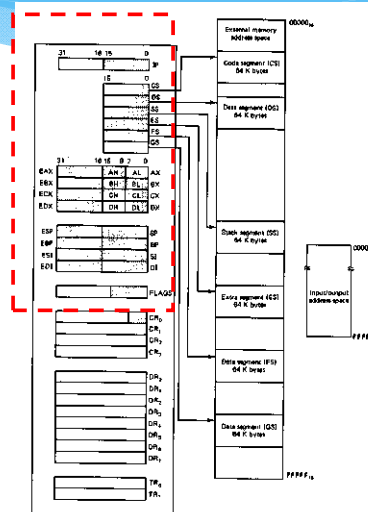 31 16 15 0
IP
15 0
CS
DS
SS
ES
FS
GS
31 16 15 8 7 0
EAX AH AL AX
EBX BH BL BX
ECX CH CL CX
EDX DH DL DX
ESP SP
EBP BP
ESI SI
EDI DI
FLAGS
CR₀
CR₁
CR₂
CR₃
DR₀
DR₁
DR₂
DR₃
DR₄
DR₅
DR₆
DR₇
TR₆
TR₇
External memory
address space
00000₁₆
Code segment (CS)
64 K bytes
Data segment (DS)
64 K bytes
Stack segment (SS)
64 K bytes
Extra segment (ES)
64 K bytes
Data segment (FS)
64 K bytes
Data segment (GS)
64 K bytes
FFFFF₁₆
Input/output
address space